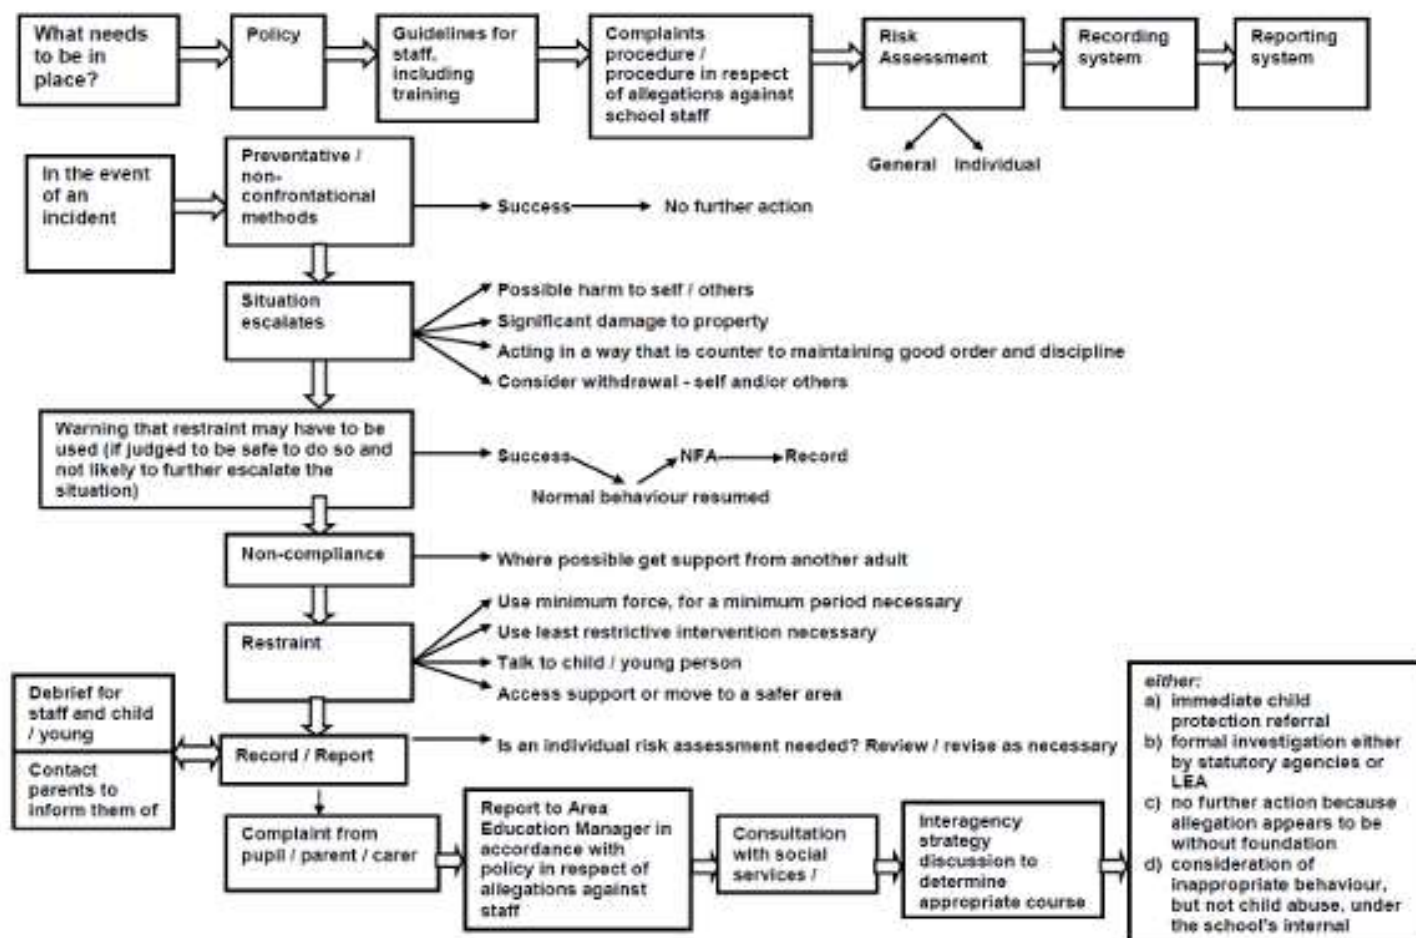 What needs
to be in
place?
Policy
Guidelines for
staff,
including
training
Complaints
procedure /
procedure in respect
of allegations against
school staff
Risk
Assessment
Recording
system
Reporting
system
General Individual
In the event
of an
incident
Preventative /
non-
confrontational
methods
Success
No further action
Situation
escalates
Possible harm to self / others
Significant damage to property
Acting in a way that is counter to maintaining good order and discipline
Consider withdrawal - self and/or others
Warning that restraint may have to be
used (if judged to be safe to do so and
not likely to further escalate the
situation)
Success
NFA
Record
Normal behaviour resumed
Non-compliance
Where possible get support from another adult
Restraint
Use minimum force, for a minimum period necessary
Use least restrictive intervention necessary
Talk to child / young person
Access support or move to a safer area
Debrief for
staff and child
/ young
Contact
parents to
inform them of
Record / Report
Is an individual risk assessment needed? Review / revise as necessary
Complaint from
pupil / parent / carer
Report to Area
Education Manager in
accordance with
policy in respect of
allegations against
staff
Consultation
with social
services /
Interagency
strategy
discussion to
determine
appropriate course
either:
a) immediate child
protection referral
b) formal investigation either
by statutory agencies or
LEA
c) no further action because
allegation appears to be
without foundation
d) consideration of
inappropriate behaviour,
but not child abuse, under
the school's internal